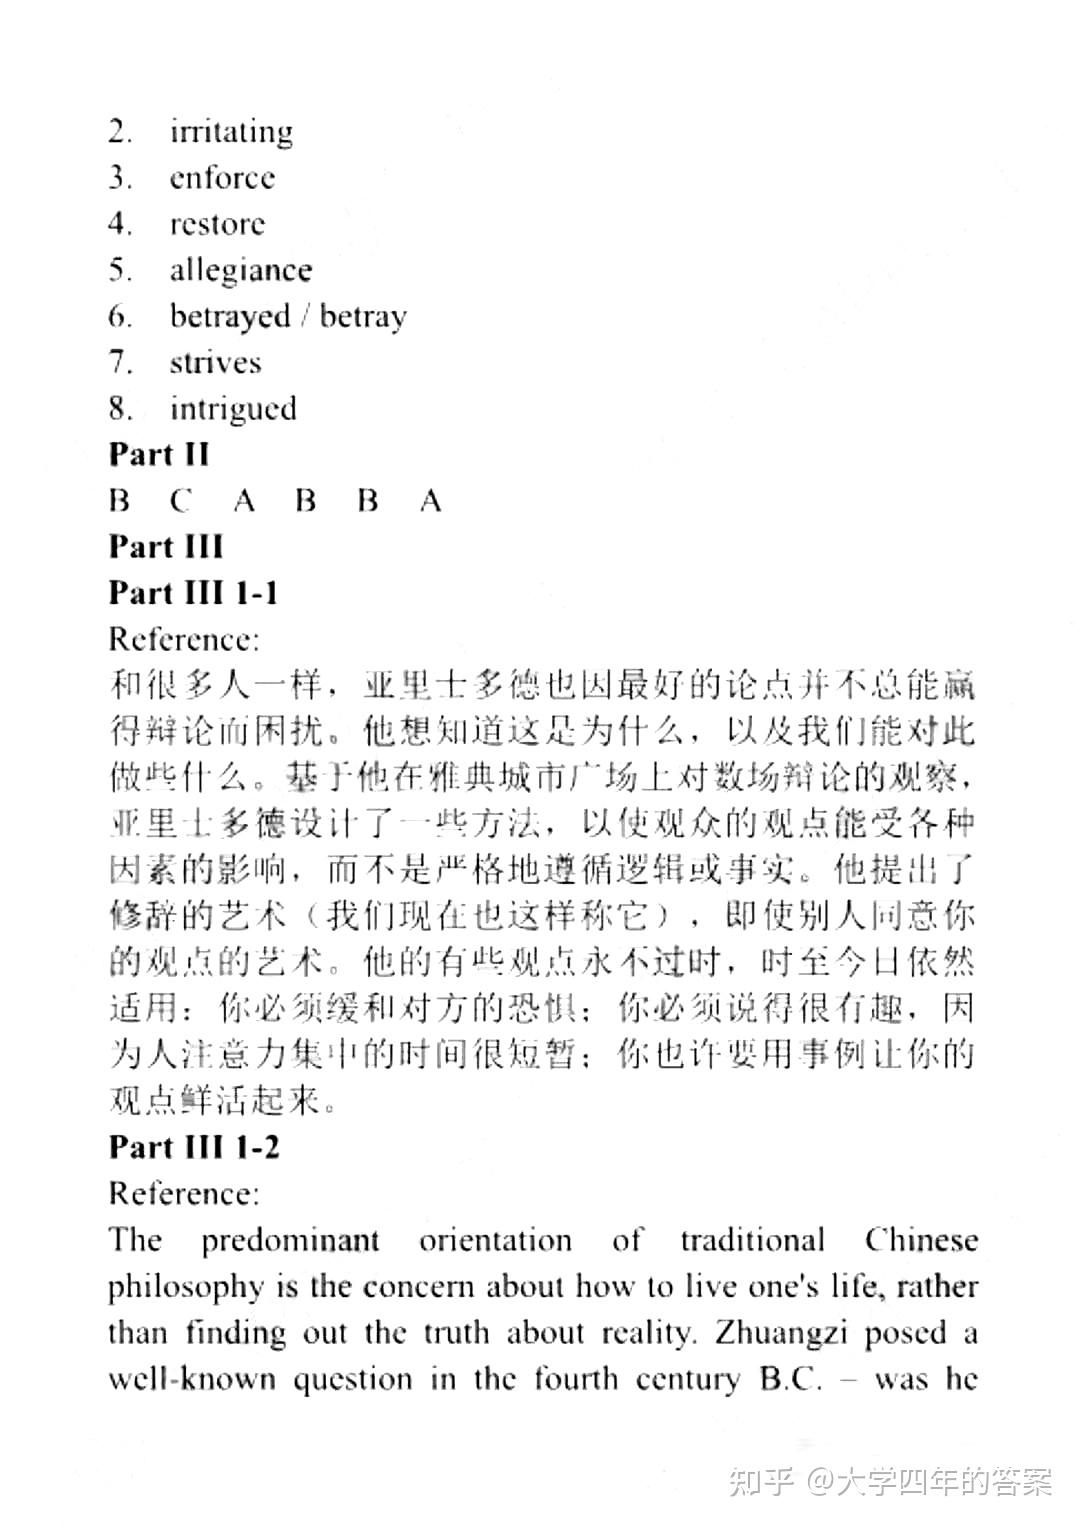 2. irritating
3. enforce
4. restore
5. allegiance
6. betrayed / betray
7. strives
8. intrigued
Part II
B C A B B A
Part III
Part III 1-1
Reference:
和很多人一样，亚里士多德也因最好的论点并不总能赢
得辩论而困扰。他想知道这是为什么，以及我们能对此
做些什么。基于他在雅典城市广场上对数场辩论的观察，
亚里士多德设计了一些方法，以使观众的观点能受各种
因素的影响，而不是严格地遵循逻辑或事实。他提出了
修辞的艺术（我们现在也这样称它），即使别人同意你
的观点的艺术。他的有些观点永不过时，时至今日依然
适用：你必须缓和对方的恐惧；你必须说得很有趣，因
为人注意力集中的时间很短暂；你也许要用事例让你的
观点鲜活起来。
Part III 1-2
Reference:
The predominant orientation of traditional Chinese
philosophy is the concern about how to live one's life, rather
than finding out the truth about reality. Zhuangzi posed a
well-known question in the fourth century B.C. – was he
知乎 @大学四年的答案